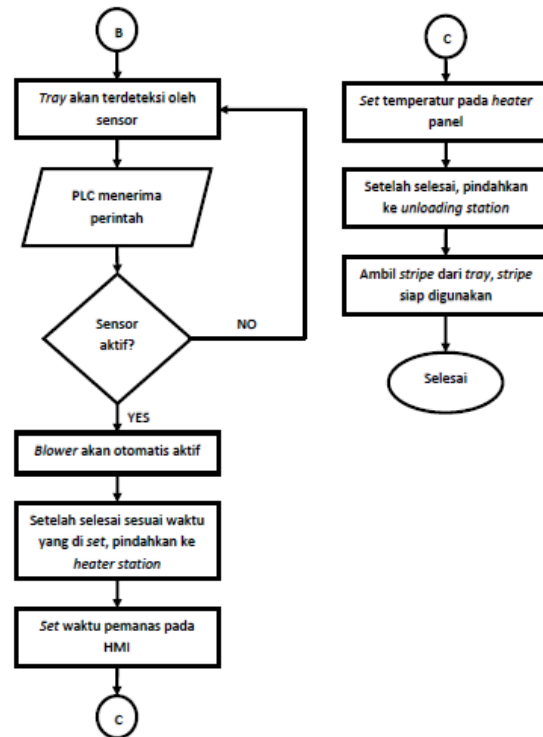 B
Tray akan terdeteksi oleh
sensor
PLC menerima
perintah
Sensor
aktif?
NO
YES
Blower akan otomatis aktif
Setelah selesai sesuai waktu
yang di set, pindahkan ke
heater station
Set waktu pemanas pada
HMI
C
C
Set temperatur pada heater
panel
Setelah selesai, pindahkan
ke unloading station
Ambil stripe dari tray, stripe
siap digunakan
Selesai